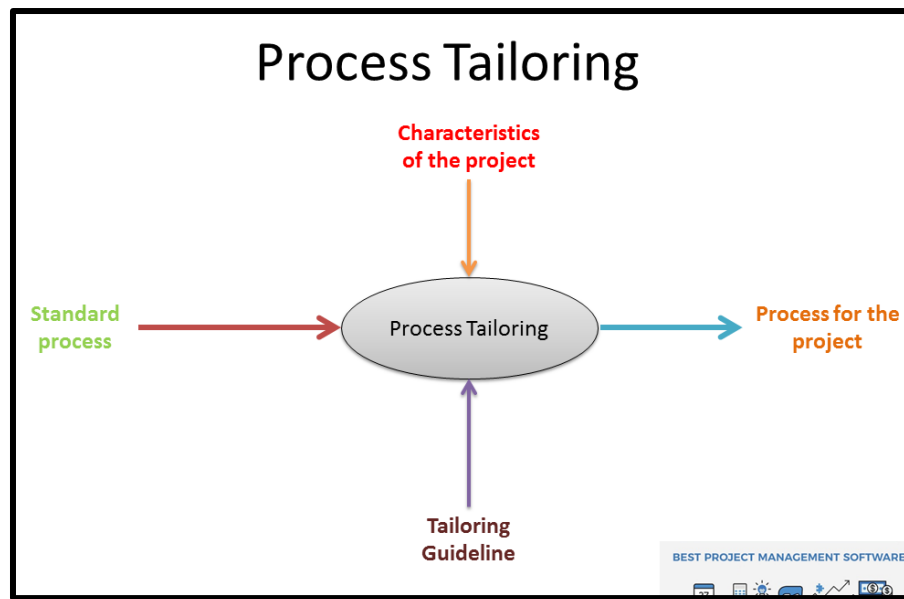 Process Tailoring
Characteristics
of the project
Standard
process
Process Tailoring
Process for the
project
Tailoring
Guideline
BEST PROJECT MANAGEMENT SOFTWARE
27